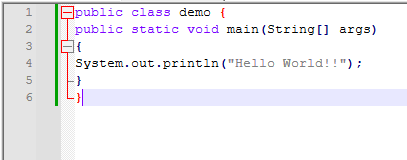 1 public class demo {
2 public static void main(String[] args)
3 {
4 System.out.println("Hello World!!");
5 }
6 }